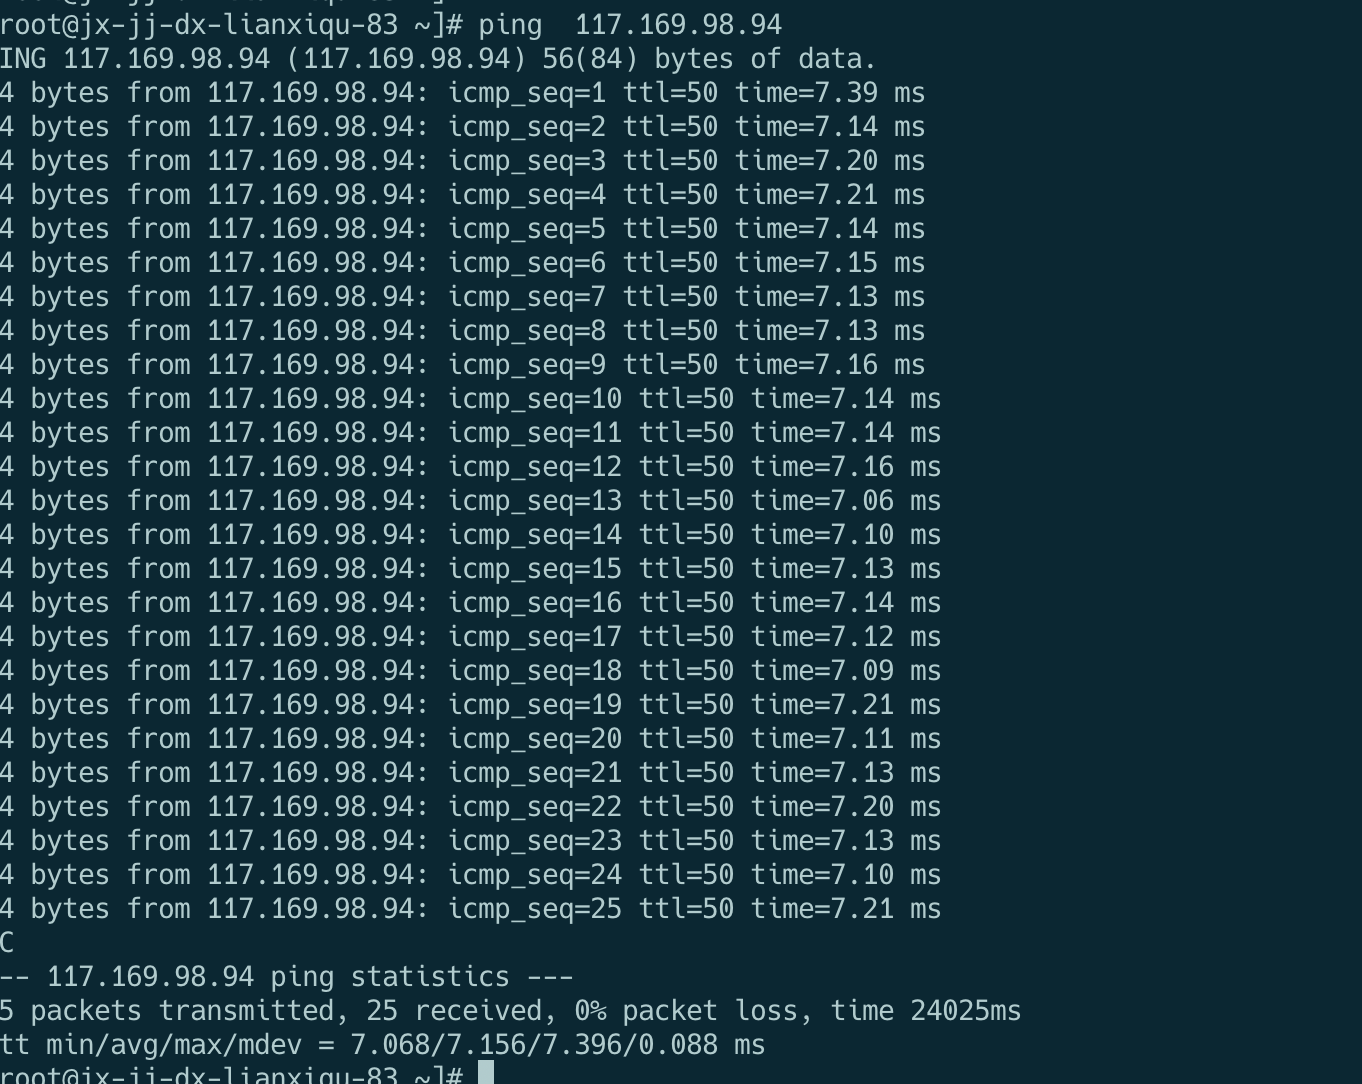 root@jx-jj-dx-lianxiqu-83 ~]# ping  117.169.98.94
ING 117.169.98.94 (117.169.98.94) 56(84) bytes of data.
4 bytes from 117.169.98.94: icmp_seq=1 ttl=50 time=7.39 ms
4 bytes from 117.169.98.94: icmp_seq=2 ttl=50 time=7.14 ms
4 bytes from 117.169.98.94: icmp_seq=3 ttl=50 time=7.20 ms
4 bytes from 117.169.98.94: icmp_seq=4 ttl=50 time=7.21 ms
4 bytes from 117.169.98.94: icmp_seq=5 ttl=50 time=7.14 ms
4 bytes from 117.169.98.94: icmp_seq=6 ttl=50 time=7.15 ms
4 bytes from 117.169.98.94: icmp_seq=7 ttl=50 time=7.13 ms
4 bytes from 117.169.98.94: icmp_seq=8 ttl=50 time=7.13 ms
4 bytes from 117.169.98.94: icmp_seq=9 ttl=50 time=7.16 ms
4 bytes from 117.169.98.94: icmp_seq=10 ttl=50 time=7.14 ms
4 bytes from 117.169.98.94: icmp_seq=11 ttl=50 time=7.14 ms
4 bytes from 117.169.98.94: icmp_seq=12 ttl=50 time=7.16 ms
4 bytes from 117.169.98.94: icmp_seq=13 ttl=50 time=7.06 ms
4 bytes from 117.169.98.94: icmp_seq=14 ttl=50 time=7.10 ms
4 bytes from 117.169.98.94: icmp_seq=15 ttl=50 time=7.13 ms
4 bytes from 117.169.98.94: icmp_seq=16 ttl=50 time=7.14 ms
4 bytes from 117.169.98.94: icmp_seq=17 ttl=50 time=7.12 ms
4 bytes from 117.169.98.94: icmp_seq=18 ttl=50 time=7.09 ms
4 bytes from 117.169.98.94: icmp_seq=19 ttl=50 time=7.21 ms
4 bytes from 117.169.98.94: icmp_seq=20 ttl=50 time=7.11 ms
4 bytes from 117.169.98.94: icmp_seq=21 ttl=50 time=7.13 ms
4 bytes from 117.169.98.94: icmp_seq=22 ttl=50 time=7.20 ms
4 bytes from 117.169.98.94: icmp_seq=23 ttl=50 time=7.13 ms
4 bytes from 117.169.98.94: icmp_seq=24 ttl=50 time=7.10 ms
4 bytes from 117.169.98.94: icmp_seq=25 ttl=50 time=7.21 ms
C
-- 117.169.98.94 ping statistics ---
5 packets transmitted, 25 received, 0% packet loss, time 24025ms
tt min/avg/max/mdev = 7.068/7.156/7.396/0.088 ms
root@jx-jj-dx-lianxiqu-83 ~]#